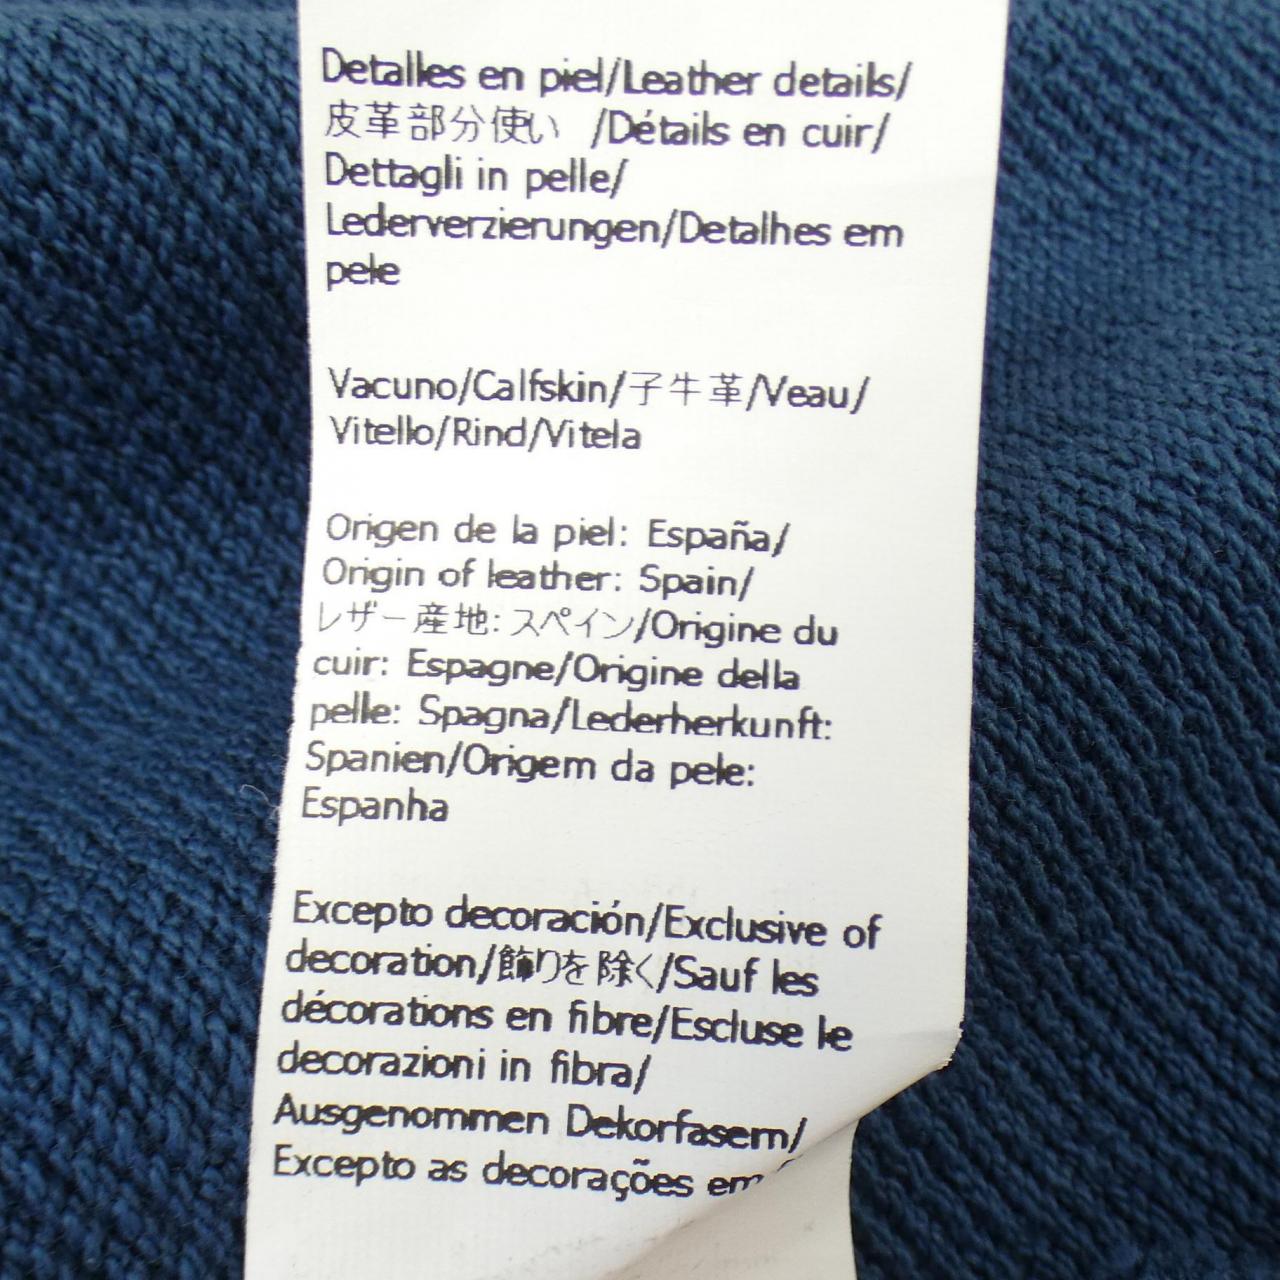 Detalles en piel/Leather details/
皮革部分使い /Détails en cuir/
Dettagli in pelle/
Lederverzierungen/Detalhes em
pele
Vacuno/Calfskin/子牛革/Veau/
Vitello/Rind/Vitela
Origen de la piel: España/
Origin of leather: Spain/
レザー産地: スペイン/Origine du
cuir: Espagne/Origine della
pelle: Spagna/Lederherkunft:
Spanien/Origem da pele:
Espanha
Excepto decoración/Exclusive of
decoration/飾りを除く/Sauf les
décorations en fibre/Escluse le
decorazioni in fibra/
Ausgenommen Dekorfasern/
Excepto as decorações em